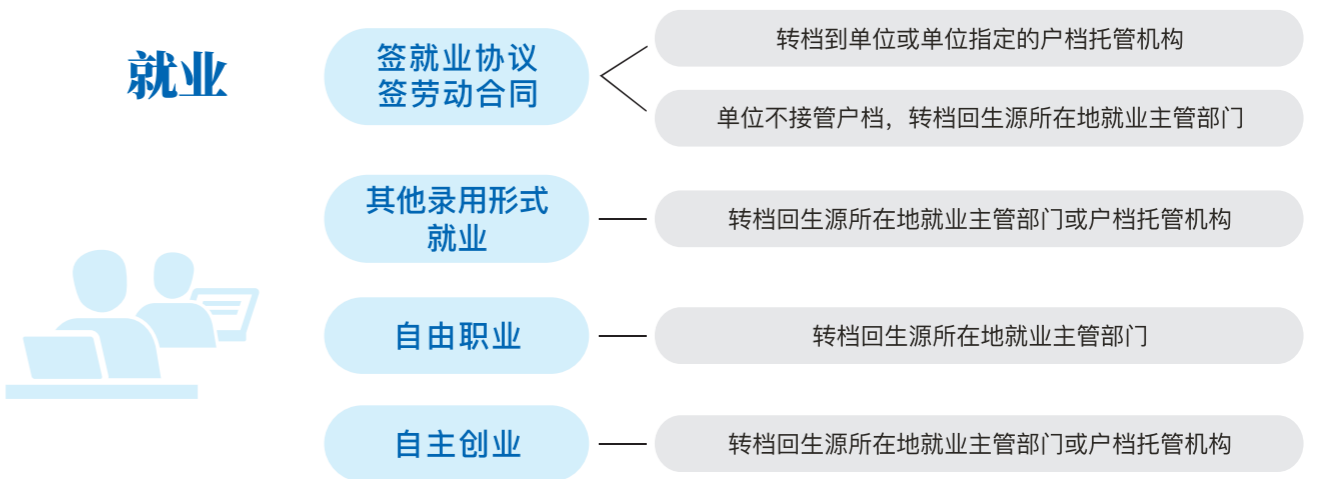 就业
签就业协议
签劳动合同
转档到单位或单位指定的户档托管机构
单位不接管户档，转档回生源所在地就业主管部门
其他录用形式
就业
转档回生源所在地就业主管部门或户档托管机构
自由职业
转档回生源所在地就业主管部门
自主创业
转档回生源所在地就业主管部门或户档托管机构